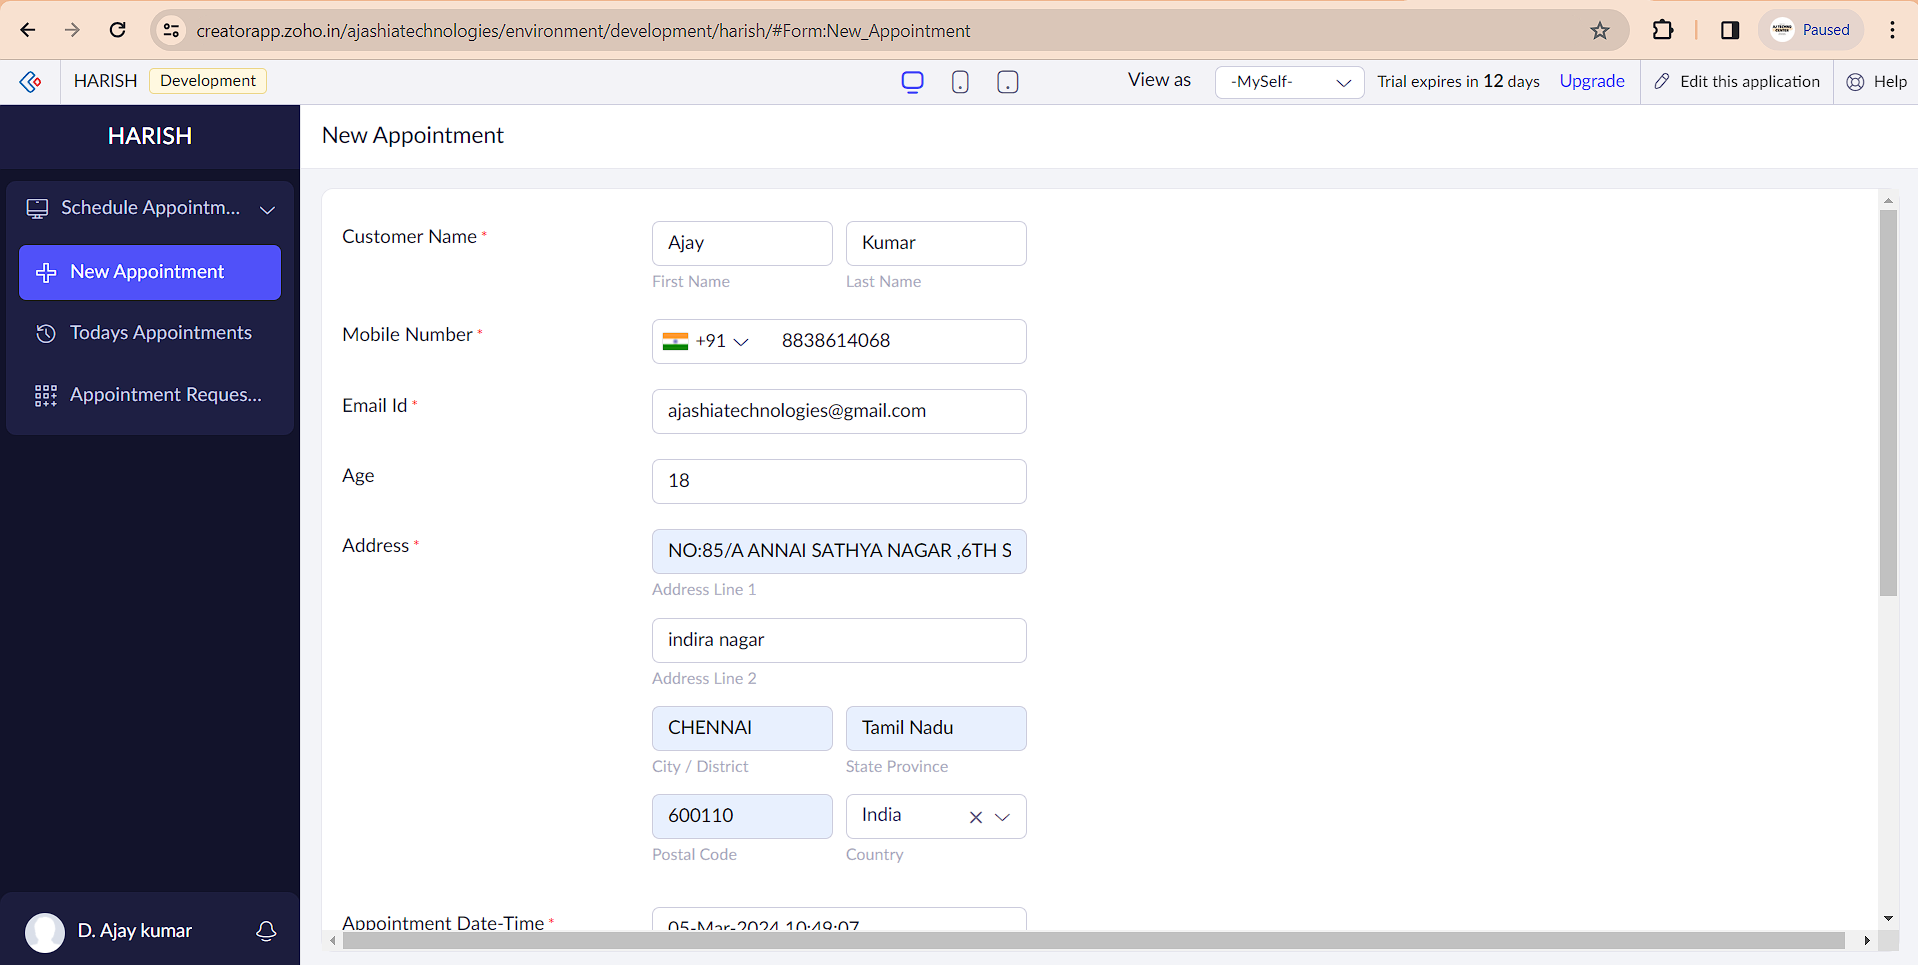 creatorapp.zoho.in/ajashiatechnologies/environment/development/harish/#Form:New_Appointment
Paused
HARISH Development
View as -MySelf- Trial expires in 12 days Upgrade Edit this application Help
HARISH
New Appointment
Schedule Appointm...
New Appointment
Todays Appointments
Appointment Reques...
Customer Name * Ajay Kumar
First Name Last Name
Mobile Number * +91 8838614068
Email Id * ajashiatechnologies@gmail.com
Age 18
Address * NO:85/A ANNAI SATHYA NAGAR ,6TH S
Address Line 1
indira nagar
Address Line 2
CHENNAI Tamil Nadu
City / District State Province
600110 India
Postal Code Country
Appointment Date-Time * 05-Mar-2024 10:49:07
D. Ajay kumar